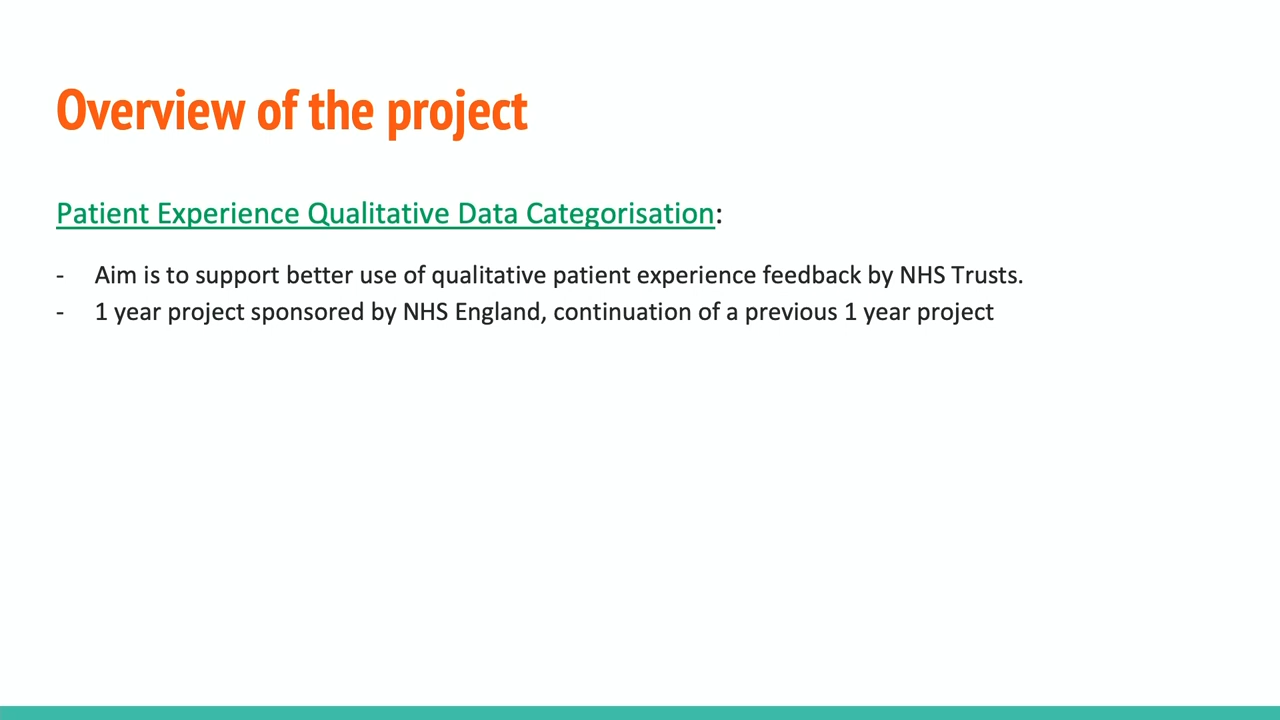 Overview of the project
Patient Experience Qualitative Data Categorisation:
- Aim is to support better use of qualitative patient experience feedback by NHS Trusts.
- 1 year project sponsored by NHS England, continuation of a previous 1 year project